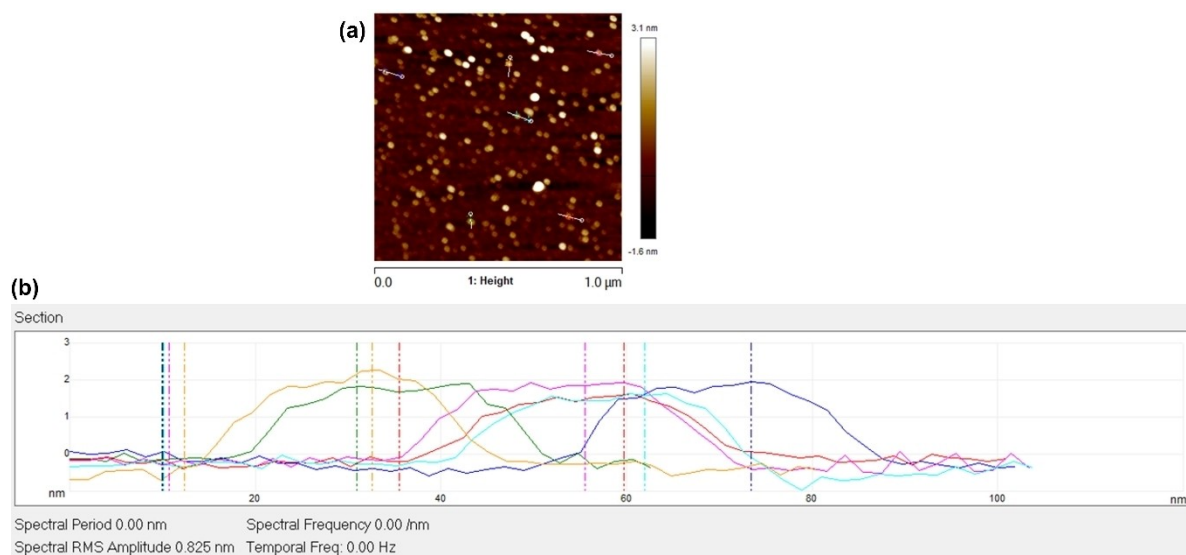 (a)
3.1 nm
-1.6 nm
0.0 1: Height 1.0 µm
(b)
Section
3
2
1
0
nm 20 40 60 80 100 nm
Spectral Period 0.00 nm Spectral Frequency 0.00 /nm
Spectral RMS Amplitude 0.825 nm Temporal Freq: 0.00 Hz